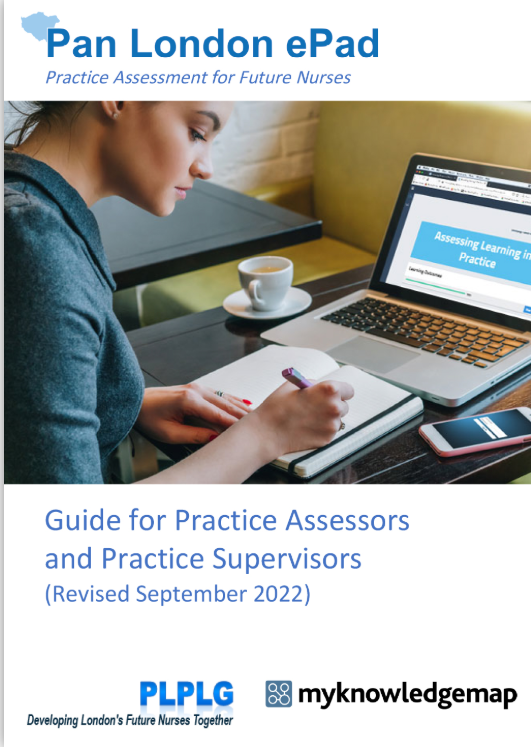 Pan London ePad
Practice Assessment for Future Nurses
Assessing Learning in
Practice
Learning Outcomes
Guide for Practice Assessors
and Practice Supervisors
(Revised September 2022)
PLPLG
Developing London's Future Nurses Together
myknowledgemap